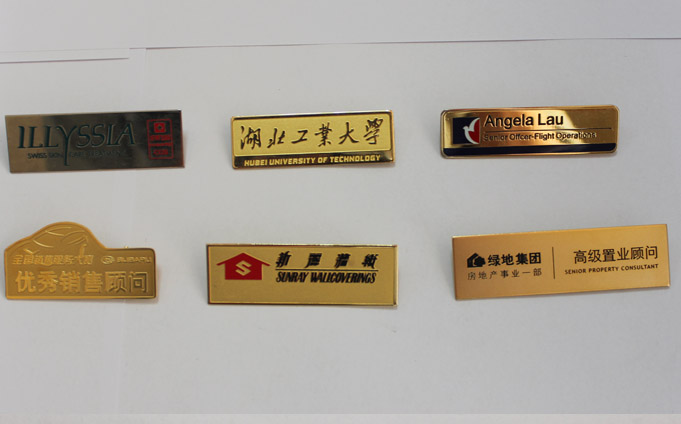 ILLYSSIA
湖北工業大學
HUBEI UNIVERSITY OF TECHNOLOGY
Angela Lau
Senior Offcer-Flight Operations
SUBARU
优秀销售顾问
SUNRAY WALLCOVERINGS
绿地集团
房地产事业一部
高级置业顾问
SENIOR PROPERTY CONSULTANT